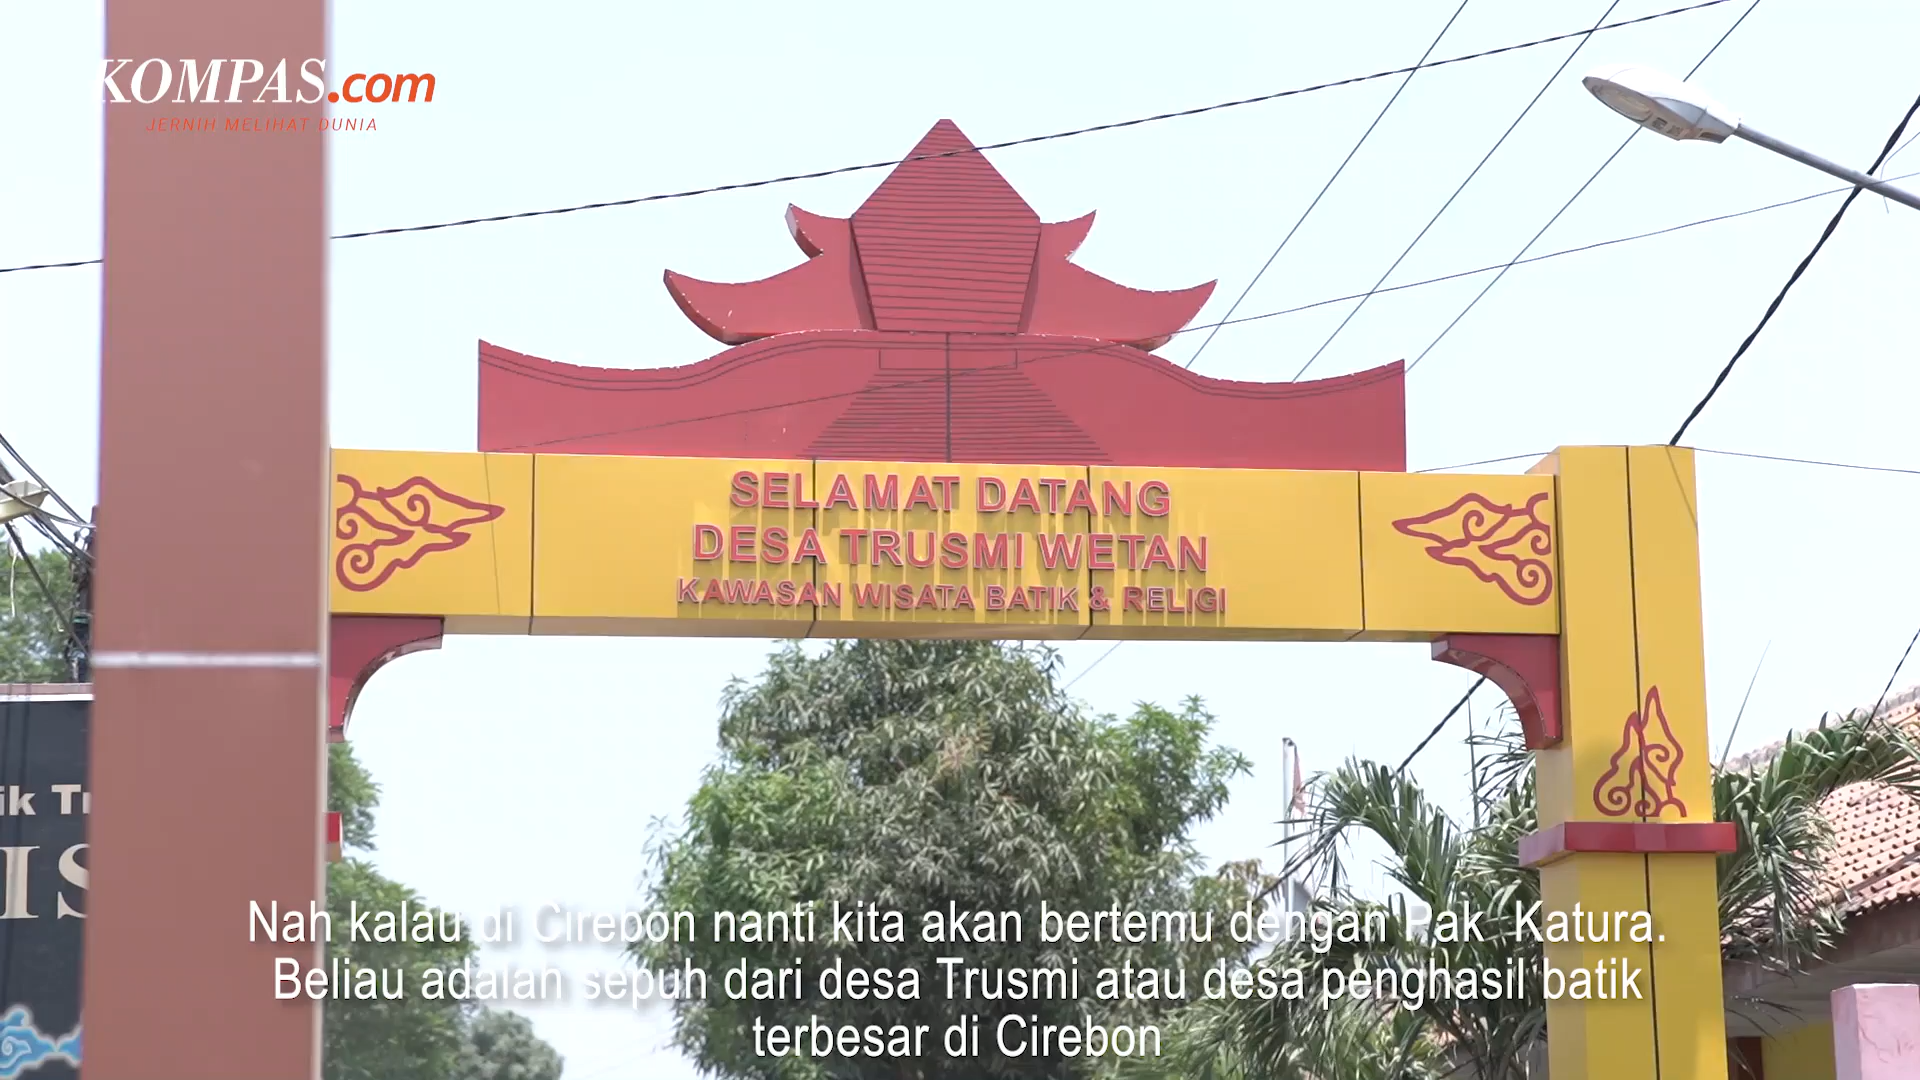 KOMPAS.com
JERNIH MELIHAT DUNIA
SELAMAT DATANG
DESA TRUSMI WETAN
KAWASAN WISATA BATIK & RELIGI
Nah kalau di Cirebon nanti kita akan bertemu dengan Pak Katura.
Beliau adalah sepuh dari desa Trusmi atau desa penghasil batik
terbesar di Cirebon